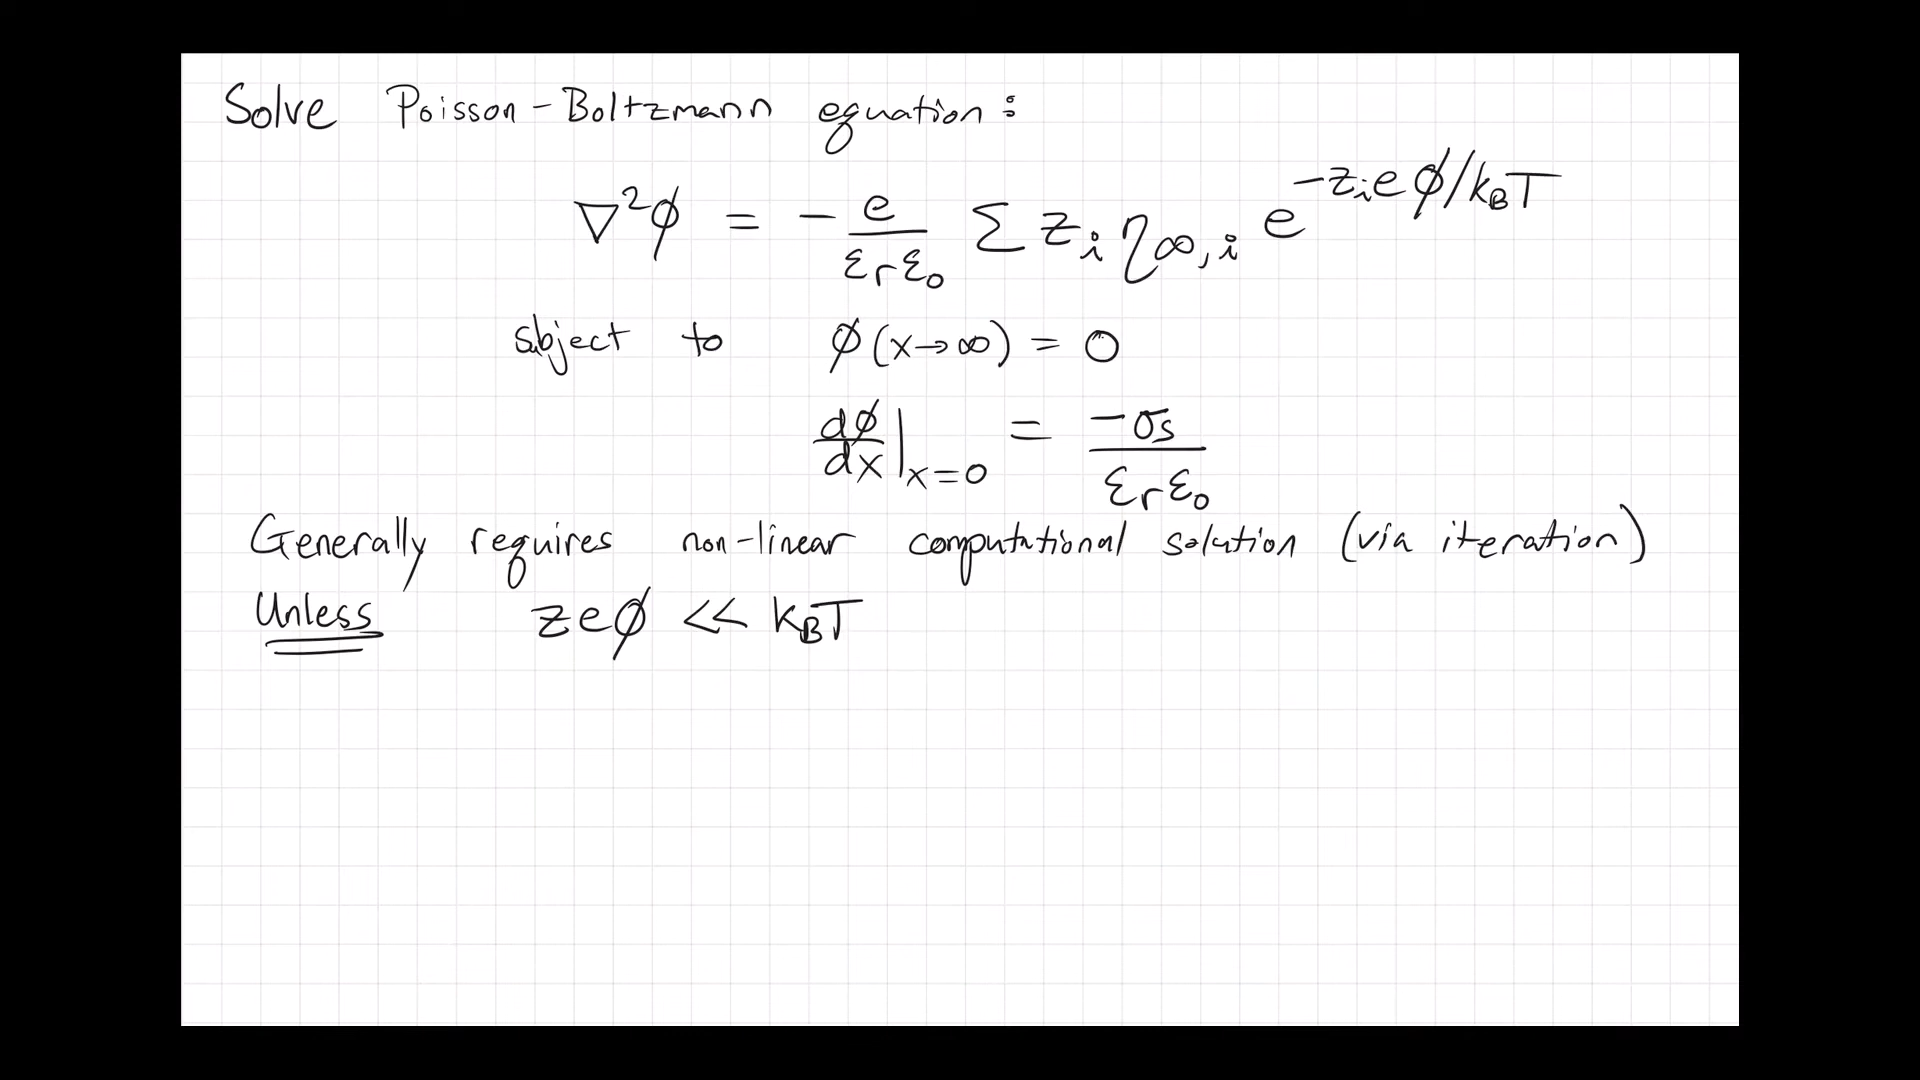 Solve Poisson-Boltzmann equation:
∇²φ = - e/(εrε0) Σ zᵢ η∞,ᵢ e^(-zᵢeφ/kBT)
subject to φ(x→∞) = 0
dφ/dx|x=0 = -σs/(εrε0)
Generally requires non-linear computational solution (via iteration)
Unless zeφ << kBT